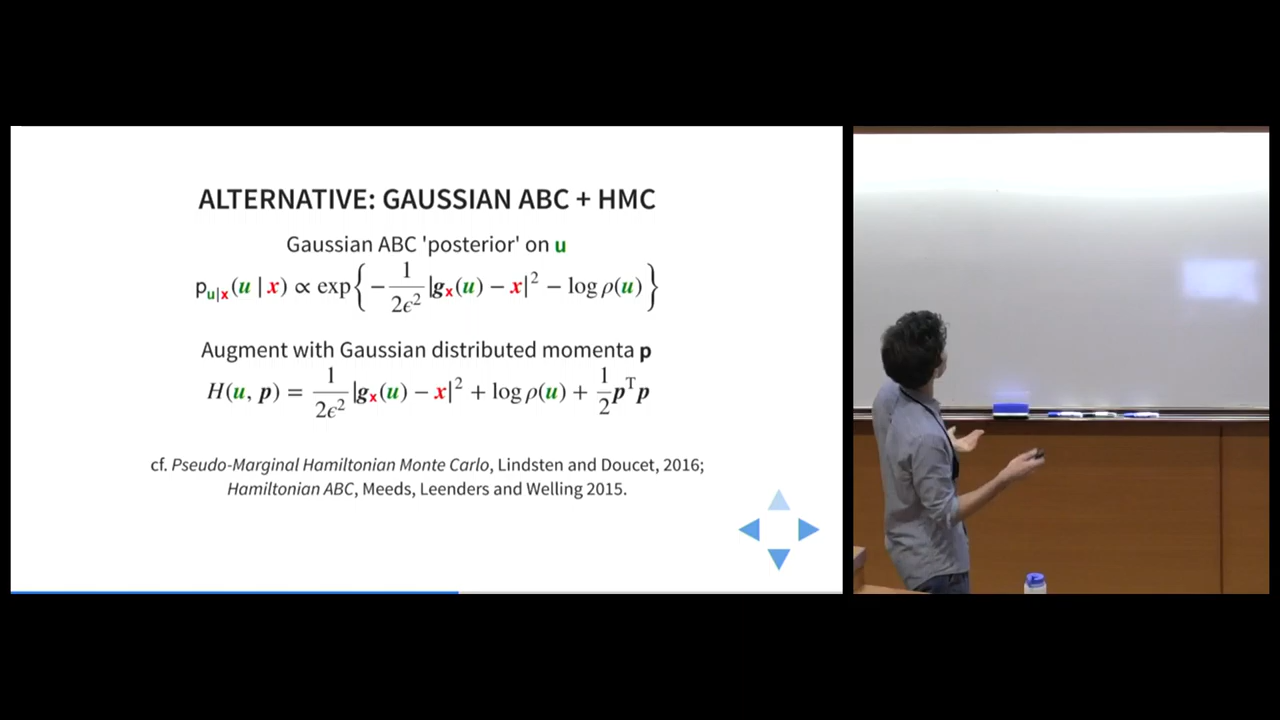 ALTERNATIVE: GAUSSIAN ABC + HMC
Gaussian ABC 'posterior' on u
p_{u|x}(u | x) ∝ exp{ − 1/(2ϵ²) |g_x(u) − x|² − log ρ(u) }
Augment with Gaussian distributed momenta p
H(u, p) = 1/(2ϵ²) |g_x(u) − x|² + log ρ(u) + 1/2 pᵀp
cf. Pseudo-Marginal Hamiltonian Monte Carlo, Lindsten and Doucet, 2016;
Hamiltonian ABC, Meeds, Leenders and Welling 2015.